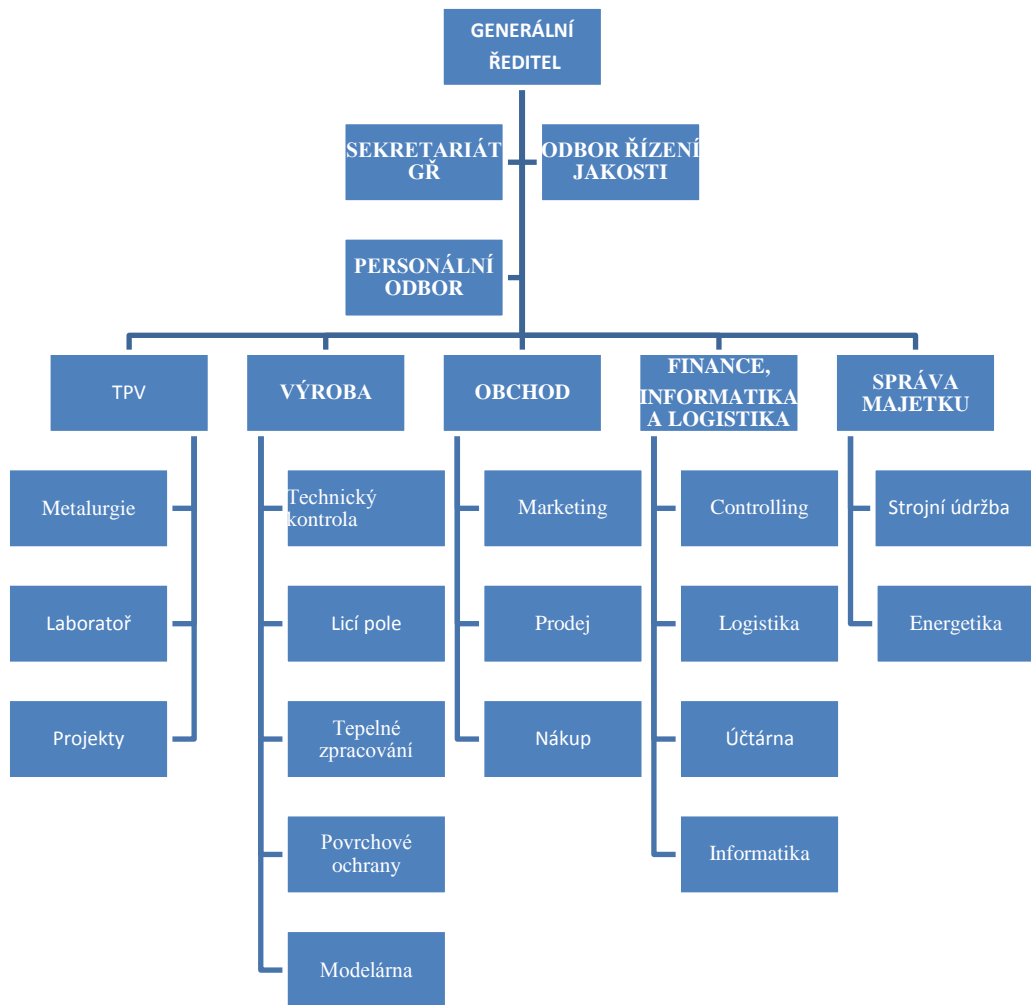 GENERÁLNÍ
ŘEDITEL
SEKRETARIÁT
GŘ
ODBOR ŘÍZENÍ
JAKOSTI
PERSONÁLNÍ
ODBOR
TPV
VÝROBA
OBCHOD
FINANCE,
INFORMATIKA
A LOGISTIKA
SPRÁVA
MAJETKU
Metalurgie
Technický
kontrola
Marketing
Controlling
Strojní údržba
Laboratoř
Licí pole
Prodej
Logistika
Energetika
Projekty
Tepelné
zpracování
Nákup
Účtárna
Povrchové
ochrany
Informatika
Modelárna